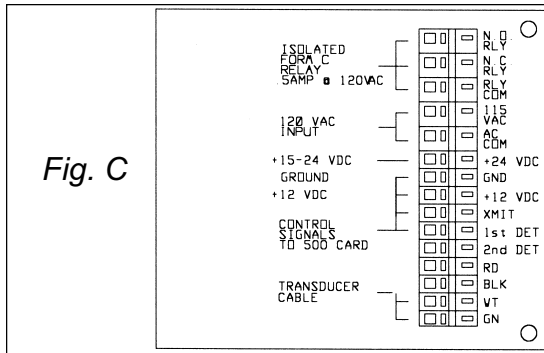 Fig. C
ISOLATED
FORM C
RELAY
5AMP @ 120VAC
120 VAC
INPUT
+15-24 VDC
GROUND
+12 VDC
CONTROL
SIGNALS
TO 500 CARD
TRANSDUCER
CABLE
N.O.
RLY
N.C
RLY
RLY
COM
115
VAC
AC
COM
+24 VDC
GND
+12 VDC
XMIT
1st DET
2nd DET
RD
BLK
WT
GN